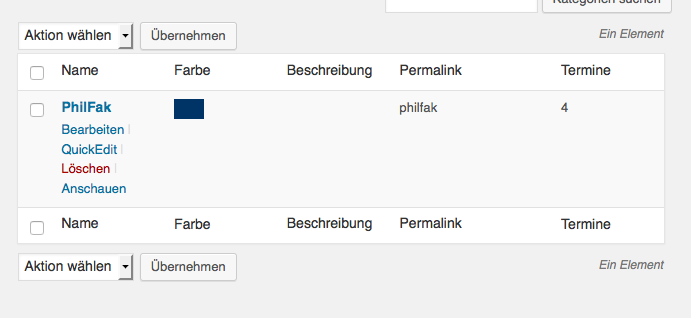 Kategorien suchen
Aktion wählen Übernehmen Ein Element
Name Farbe Beschreibung Permalink Termine
PhilFak philfak 4
Bearbeiten |
QuickEdit |
Löschen |
Anschauen
Name Farbe Beschreibung Permalink Termine
Aktion wählen Übernehmen Ein Element